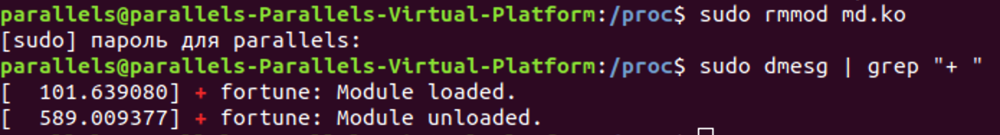 parallels@parallels-Parallels-Virtual-Platform:/proc$ sudo rmmod md.ko
[sudo] пароль для parallels:
parallels@parallels-Parallels-Virtual-Platform:/proc$ sudo dmesg | grep "+ "
[  101.639080] + fortune: Module loaded.
[  589.009377] + fortune: Module unloaded.